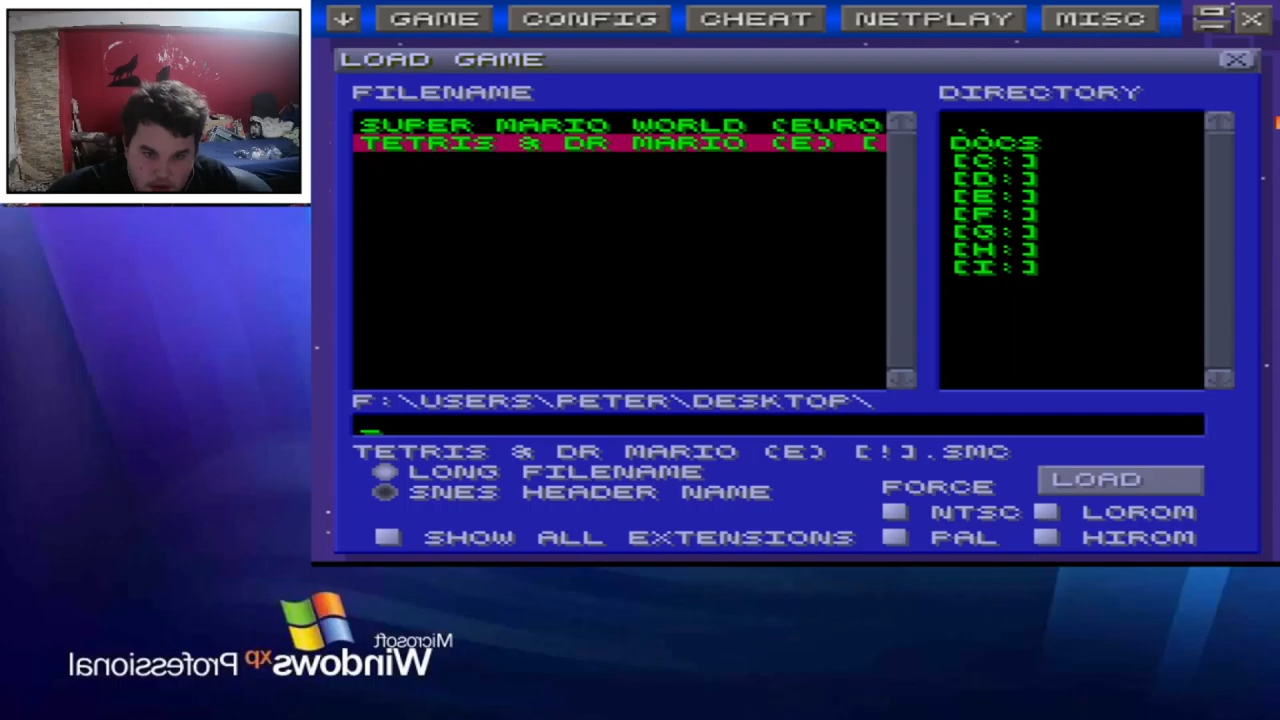 GAME CONFIG CHEAT NETPLAY MISC
LOAD GAME
FILENAME
DIRECTORY
SUPER MARIO WORLD (EURO
TETRIS & DR MARIO (E) [
..
DOCS
[C:]
[D:]
[E:]
[F:]
[G:]
[H:]
[I:]
F:\USERS\PETER\DESKTOP\
_
TETRIS & DR MARIO (E) [!].SMC
LONG FILENAME
SNES HEADER NAME
SHOW ALL EXTENSIONS
FORCE
LOAD
NTSC LOROM
PAL HIROM
Microsoft
Windows xp Professional